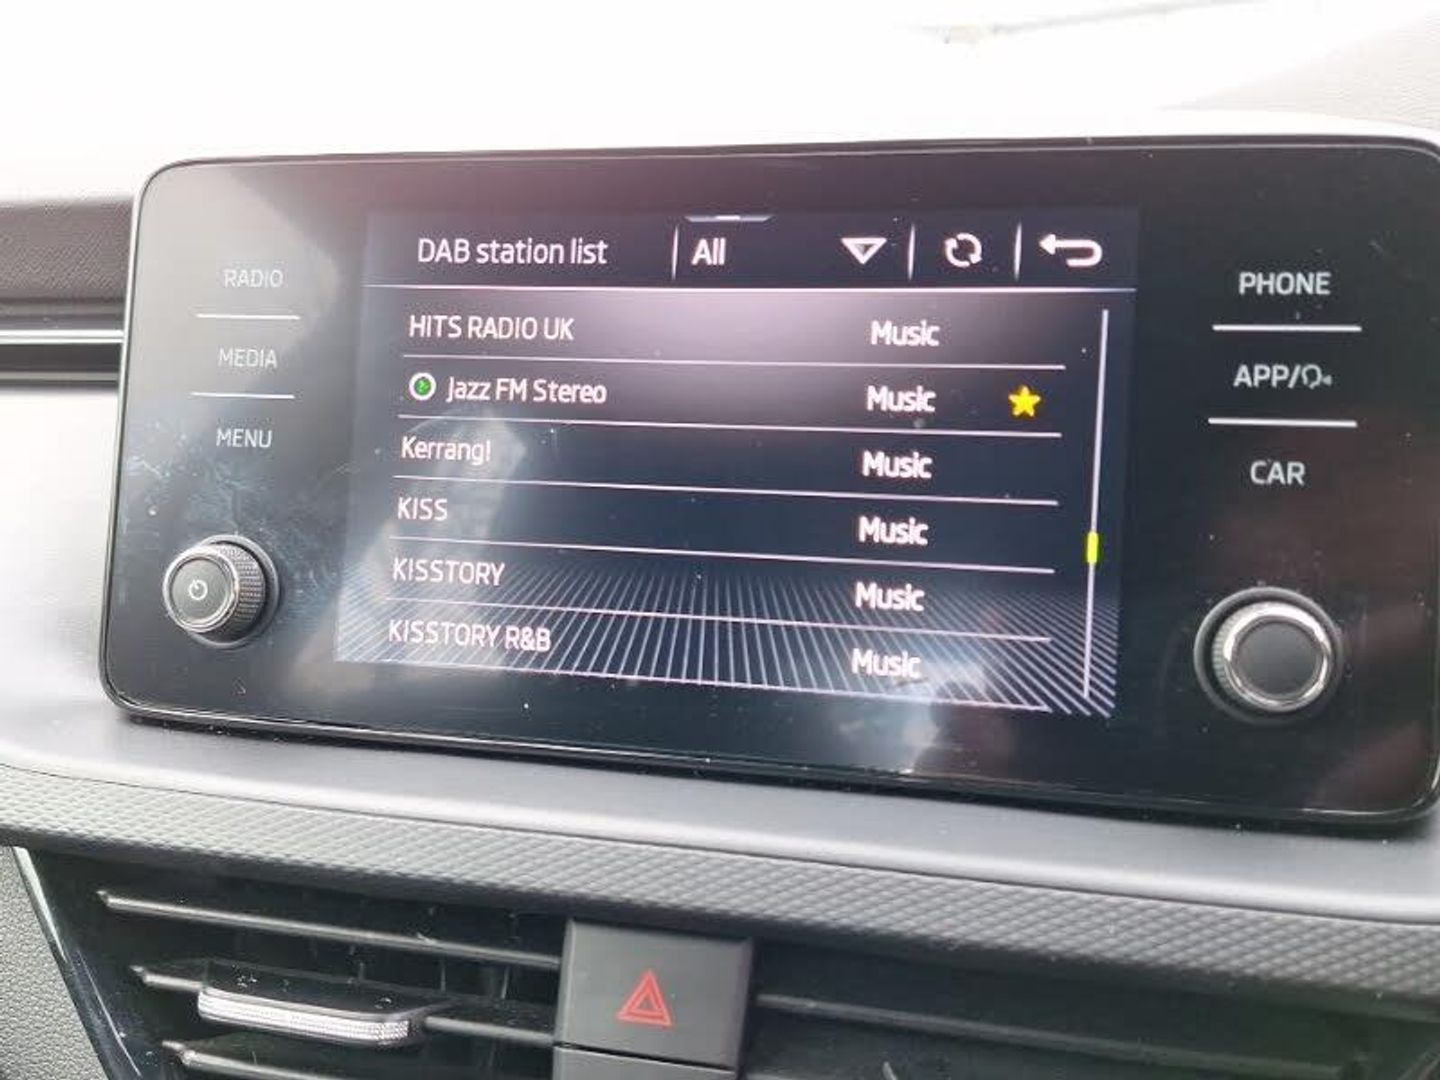 DAB station list All
RADIO
MEDIA
MENU
HITS RADIO UK Music
Jazz FM Stereo Music
Kerrang! Music
KISS Music
KISSTORY Music
KISSTORY R&B Music
PHONE
APP/
CAR